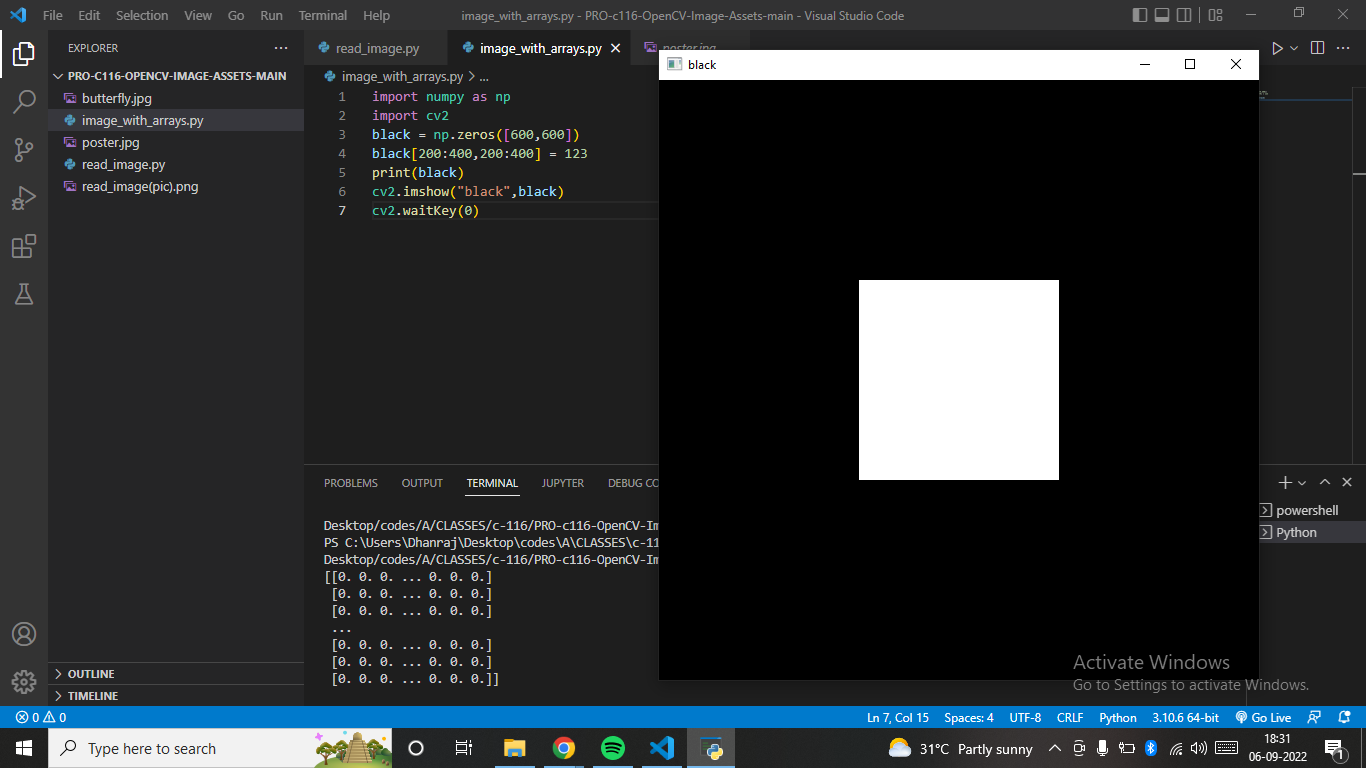 File Edit Selection View Go Run Terminal Help image_with_arrays.py - PRO-c116-OpenCV-Image-Assets-main - Visual Studio Code
EXPLORER
PRO-C116-OPENCV-IMAGE-ASSETS-MAIN
butterfly.jpg
image_with_arrays.py
poster.jpg
read_image.py
read_image(pic).png
OUTLINE
TIMELINE
read_image.py image_with_arrays.py poster.jpg
image_with_arrays.py > ...
1 import numpy as np
2 import cv2
3 black = np.zeros([600,600])
4 black[200:400,200:400] = 123
5 print(black)
6 cv2.imshow("black",black)
7 cv2.waitKey(0)
black
PROBLEMS OUTPUT TERMINAL JUPYTER DEBUG CO
Desktop/codes/A/CLASSES/c-116/PRO-c116-OpenCV-Im
PS C:\Users\Dhanraj\Desktop\codes\A\CLASSES\c-11
Desktop/codes/A/CLASSES/c-116/PRO-c116-OpenCV-Im
[[0. 0. 0. ... 0. 0. 0.]
[0. 0. 0. ... 0. 0. 0.]
[0. 0. 0. ... 0. 0. 0.]
...
[0. 0. 0. ... 0. 0. 0.]
[0. 0. 0. ... 0. 0. 0.]
[0. 0. 0. ... 0. 0. 0.]]
powershell
Python
Activate Windows
Go to Settings to activate Windows.
0 0 Ln 7, Col 15 Spaces: 4 UTF-8 CRLF Python 3.10.6 64-bit Go Live
Type here to search
31°C Partly sunny
18:31
06-09-2022
1